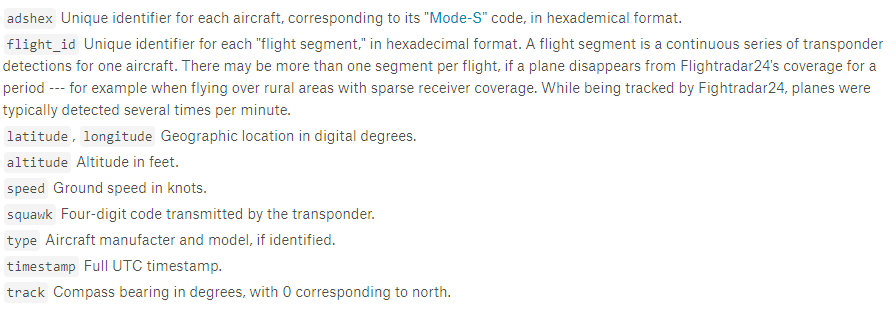 adshex Unique identifier for each aircraft, corresponding to its "Mode-S" code, in hexademical format.
flight_id Unique identifier for each "flight segment," in hexadecimal format. A flight segment is a continuous series of transponder
detections for one aircraft. There may be more than one segment per flight, if a plane disappears from Flightradar24's coverage for a
period --- for example when flying over rural areas with sparse receiver coverage. While being tracked by Fightradar24, planes were
typically detected several times per minute.
latitude, longitude Geographic location in digital degrees.
altitude Altitude in feet.
speed Ground speed in knots.
squawk Four-digit code transmitted by the transponder.
type Aircraft manufacter and model, if identified.
timestamp Full UTC timestamp.
track Compass bearing in degrees, with 0 corresponding to north.